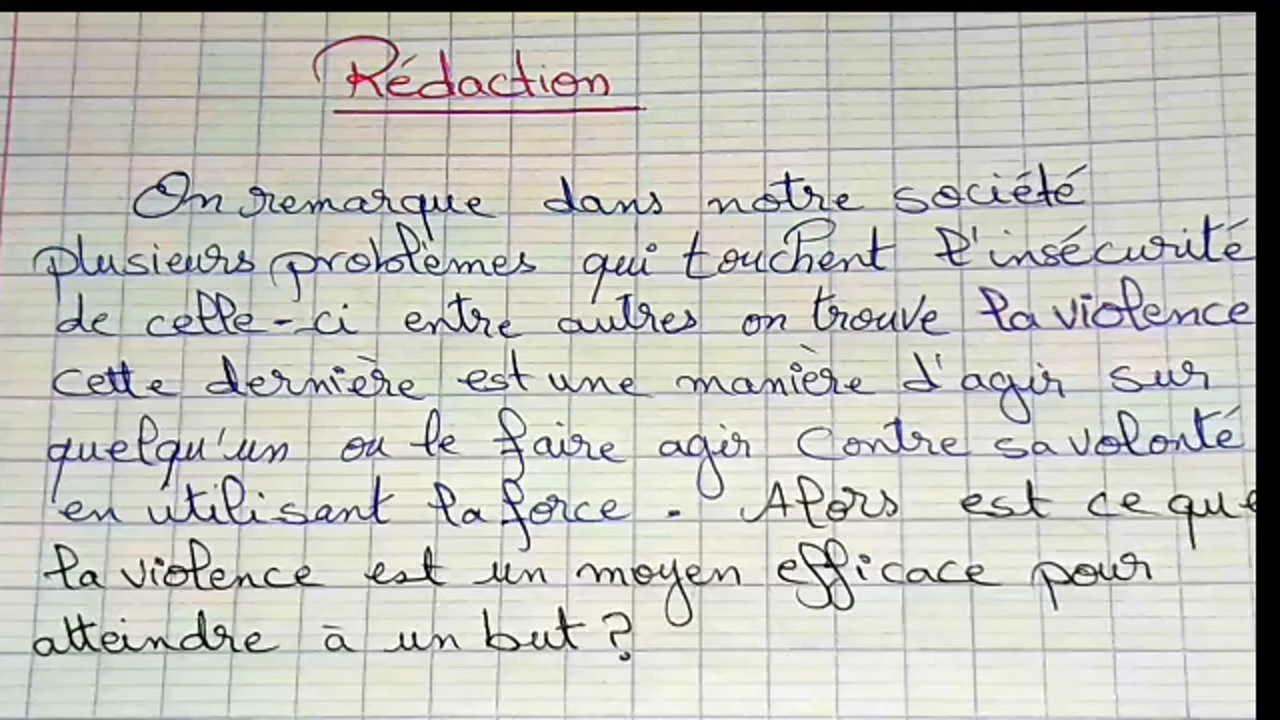 Rédaction
On remarque dans notre société
plusieurs problèmes qui touchent l'insécurité
de celle-ci entre autres on trouve la violence
cette dernière est une manière d'agir sur
quelqu'un ou le faire agir contre sa volonté
en utilisant la force. Alors est ce que
la violence est un moyen efficace pour
atteindre à un but?